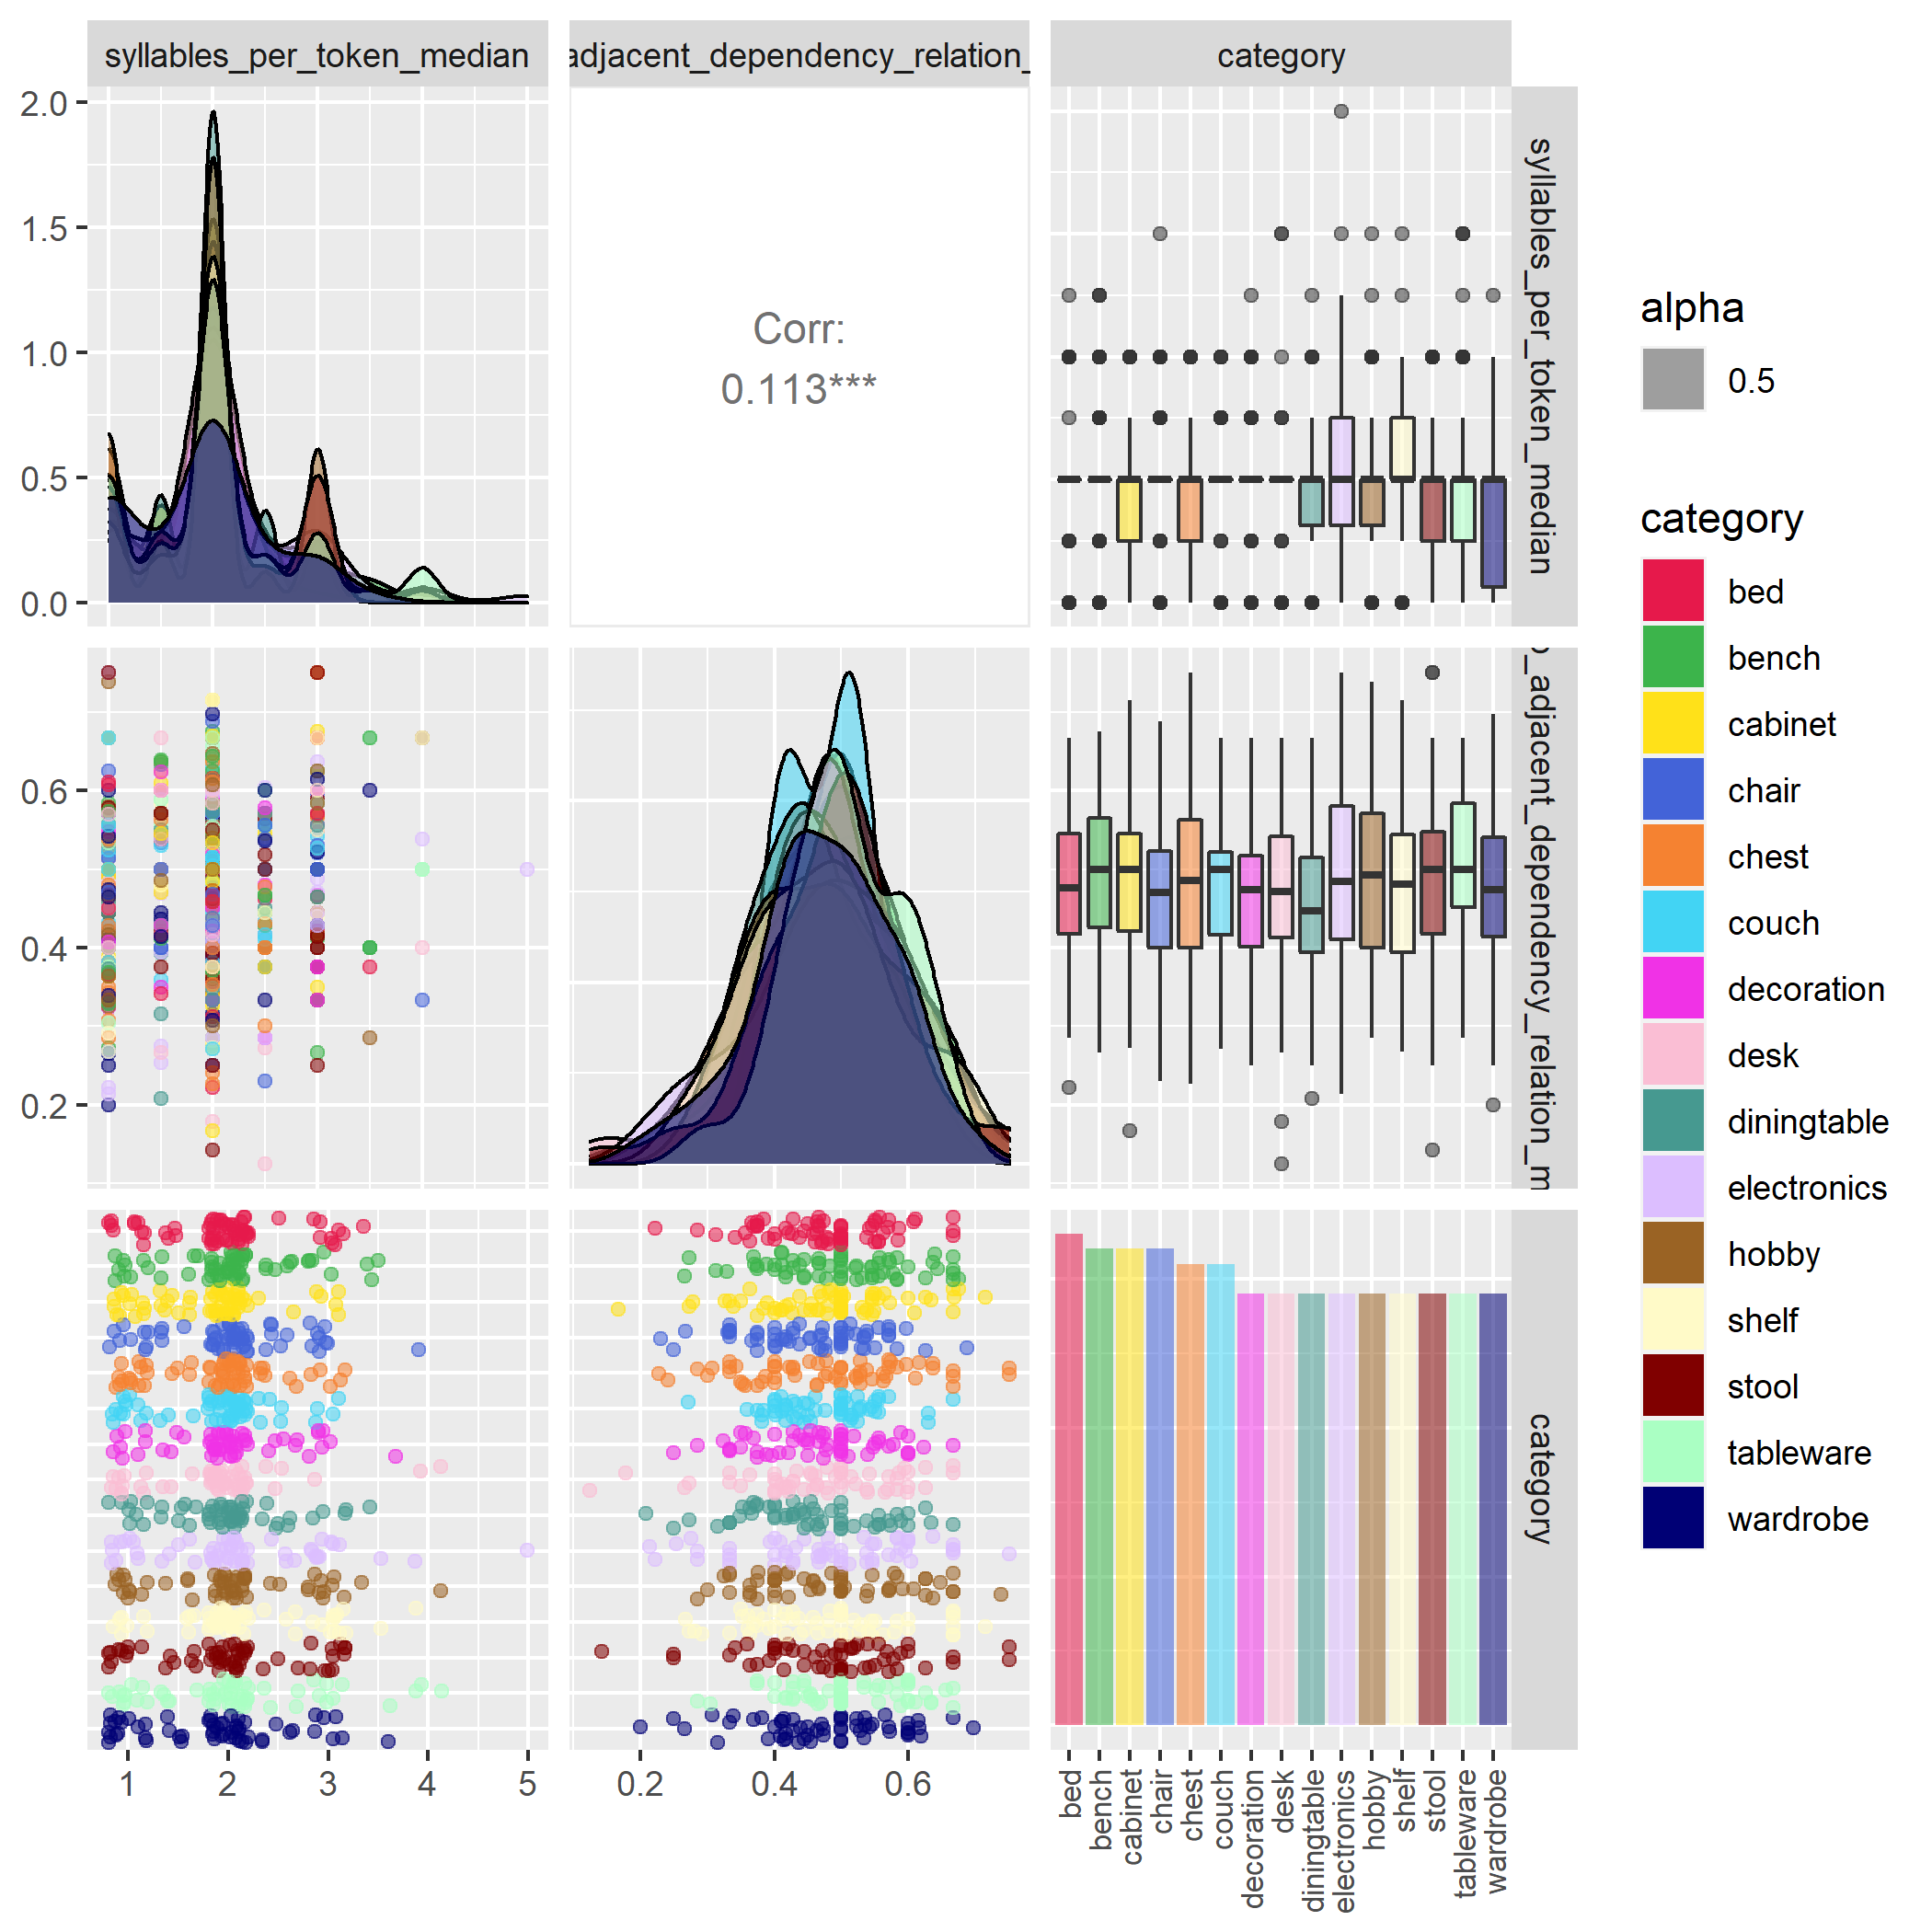 syllables_per_token_median
adjacent_dependency_relation_
category
2.0
1.5
1.0
0.5
0.0
Corr:
0.113***
syllables_per_token_median
0.6
0.4
0.2
_adjacent_dependency_relation_m
category
1 2 3 4 5
0.2 0.4 0.6
bed
bench
cabinet
chair
chest
couch
decoration
desk
diningtable
electronics
hobby
shelf
stool
tableware
wardrobe
alpha
0.5
category
bed
bench
cabinet
chair
chest
couch
decoration
desk
diningtable
electronics
hobby
shelf
stool
tableware
wardrobe